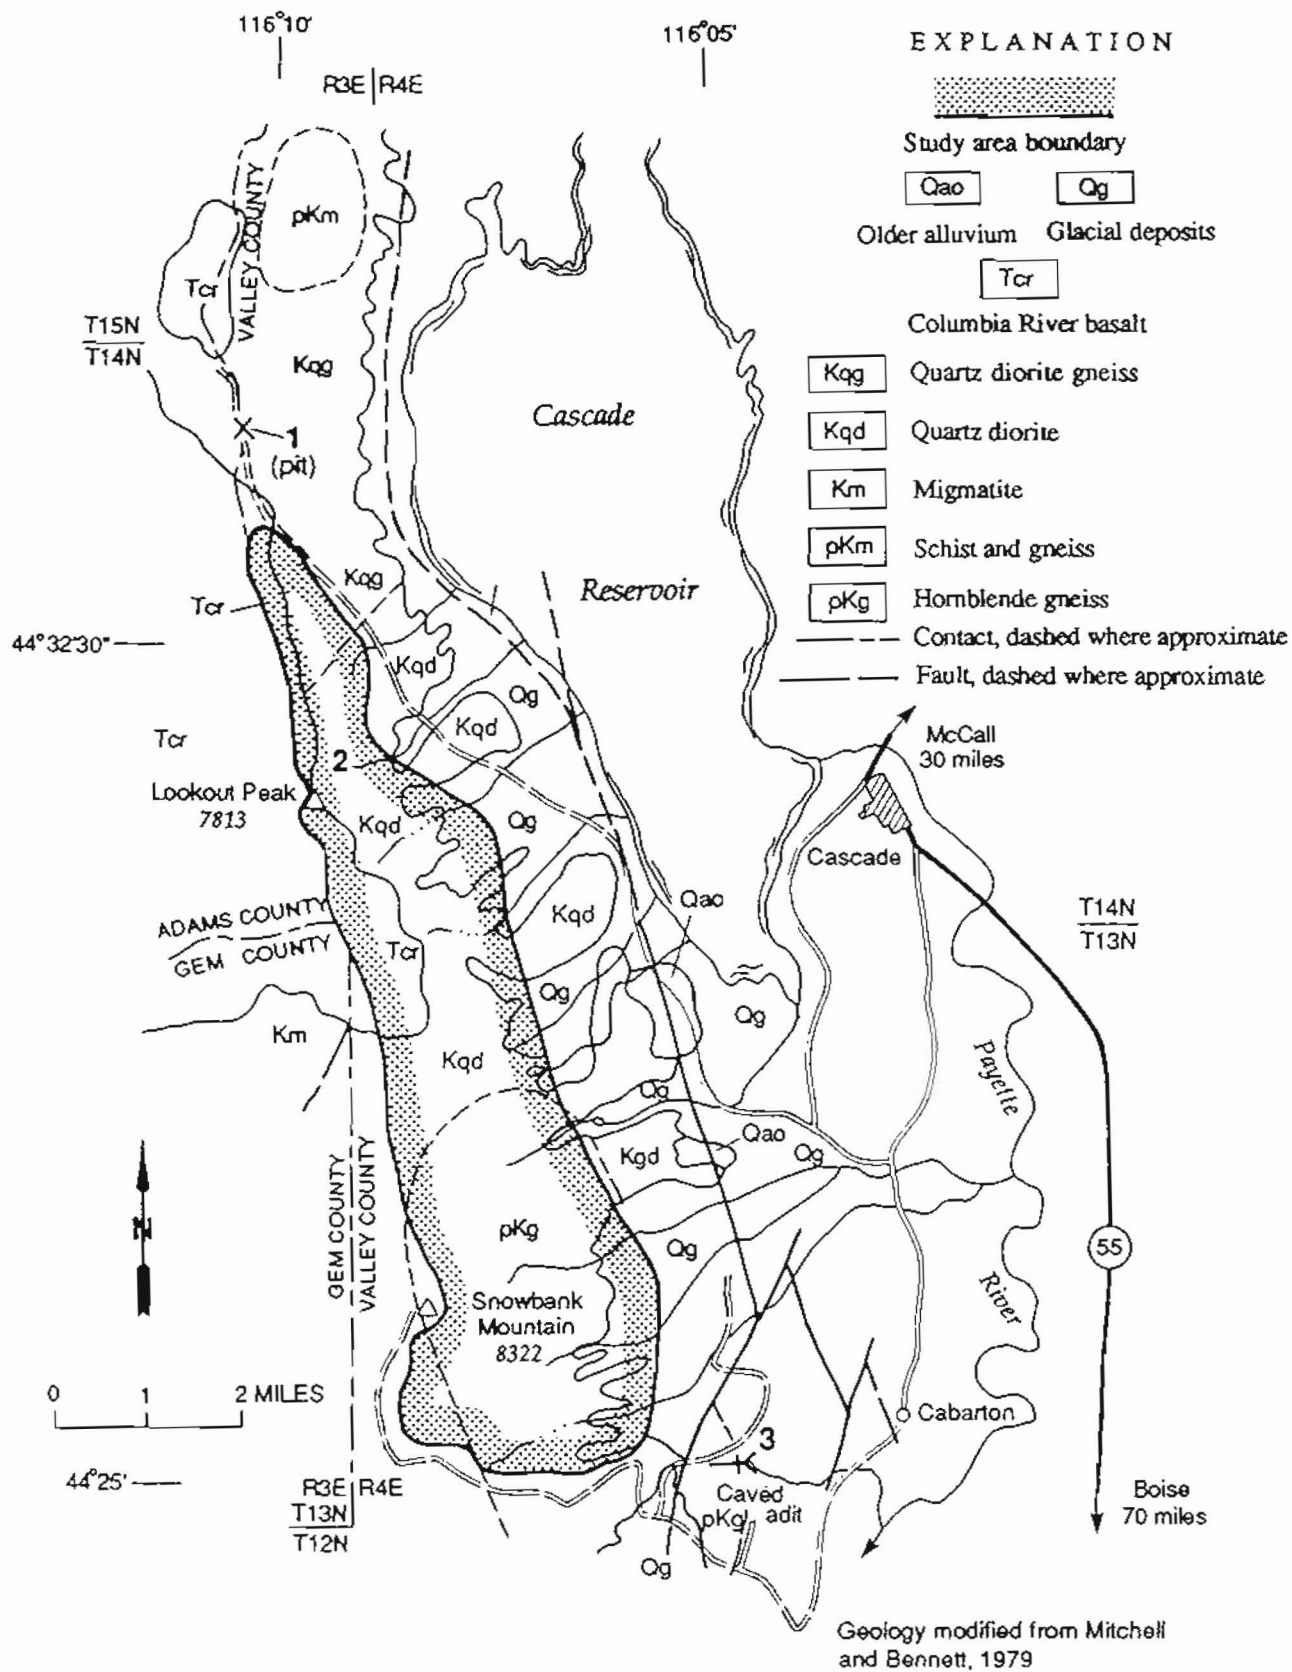 116°10'
116°05'
R3E | R4E
EXPLANATION
Study area boundary
Qao
Qg
Older alluvium
Glacial deposits
Tcr
Columbia River basalt
Kqg
Quartz diorite gneiss
Kqd
Quartz diorite
Km
Migmatite
pKm
Schist and gneiss
pKg
Hornblende gneiss
Contact, dashed where approximate
Fault, dashed where approximate
VALLEY COUNTY
pKm
Tcr
T15N
T14N
Kqg
1
(pit)
Cascade
Reservoir
Kqg
Tcr
44°32'30"
Kqd
Qg
Kqd
Tcr
2
Lookout Peak
7813
Kqd
Qg
McCall
30 miles
Cascade
Kqd
Qao
T14N
T13N
ADAMS COUNTY
GEM COUNTY
Tcr
Qg
Qg
Km
Kqd
Payette
Qg
Qao
Kgd
Qg
GEM COUNTY
VALLEY COUNTY
N
pKg
Qg
55
River
Snowbank
Mountain
8322
0 1 2 MILES
Cabarton
3
44°25'
R3E | R4E
T13N
T12N
Caved
adit
pKg
Boise
70 miles
Qg
Geology modified from Mitchell
and Bennett, 1979